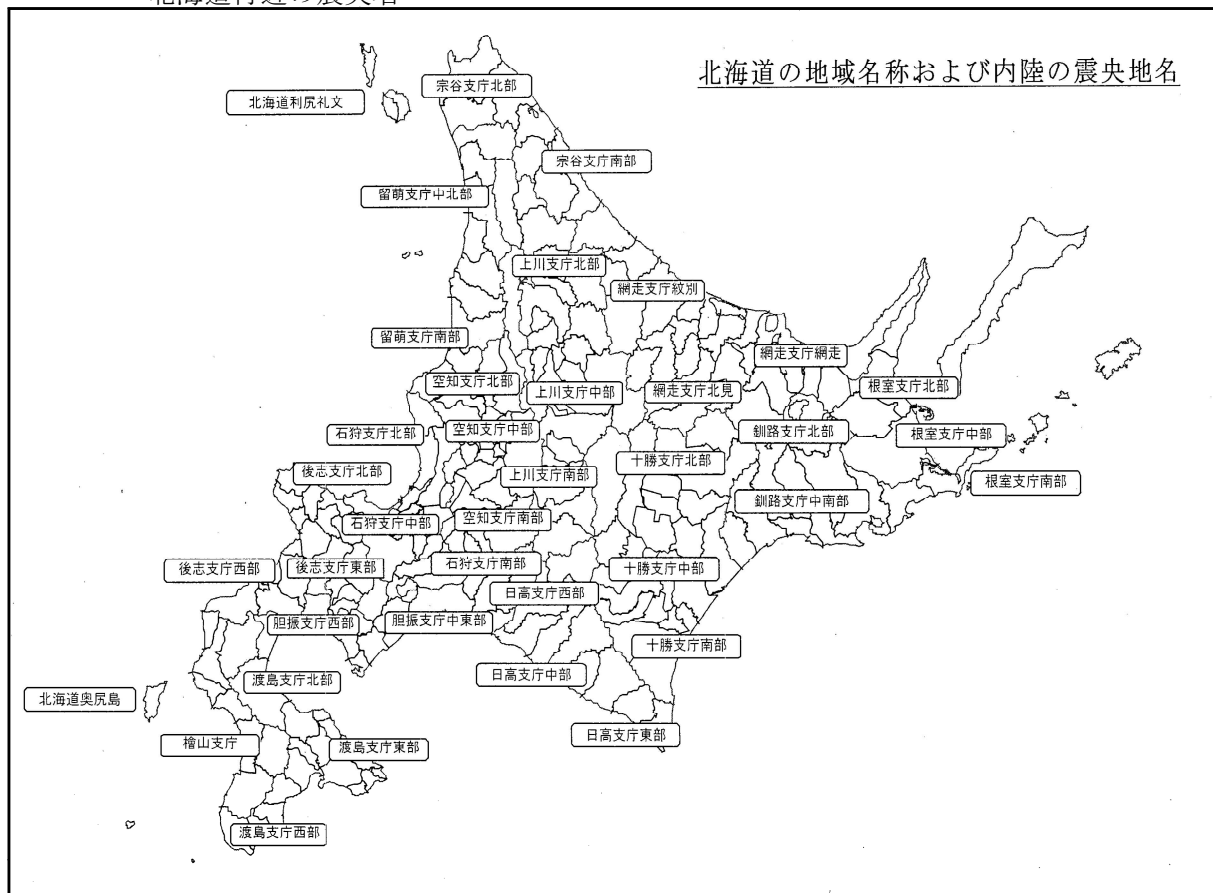 北海道付近の震央名
北海道の地域名称および内陸の震央地名
宗谷支庁北部
北海道利尻礼文
宗谷支庁南部
留萌支庁中北部
上川支庁北部
網走支庁紋別
留萌支庁南部
網走支庁網走
空知支庁北部
上川支庁中部
網走支庁北見
根室支庁北部
石狩支庁北部
空知支庁中部
釧路支庁北部
根室支庁中部
後志支庁北部
上川支庁南部
十勝支庁北部
根室支庁南部
石狩支庁中部
空知支庁南部
釧路支庁中南部
後志支庁西部
後志支庁東部
石狩支庁南部
十勝支庁中部
日高支庁西部
胆振支庁西部
胆振支庁中東部
十勝支庁南部
渡島支庁北部
日高支庁中部
北海道奥尻島
檜山支庁
渡島支庁東部
日高支庁東部
渡島支庁西部